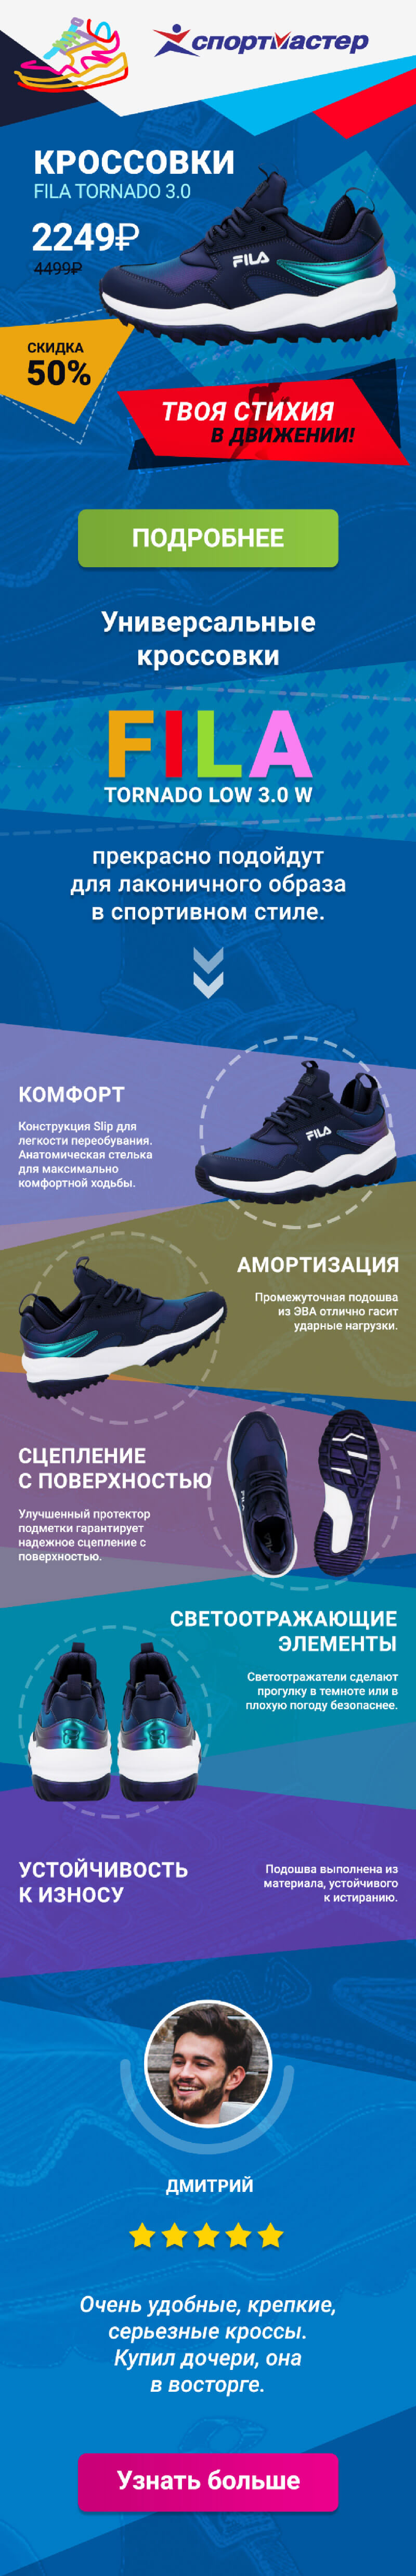 спортмастер
КРОССОВКИ
FILA TORNADO 3.0
2249₽
4499₽
FILA
СКИДКА
50%
ТВОЯ СТИХИЯ
В ДВИЖЕНИИ!
ПОДРОБНЕЕ
Универсальные
кроссовки
FILA
TORNADO LOW 3.0 W
прекрасно подойдут
для лаконичного образа
в спортивном стиле.
КОМФОРТ
Конструкция Slip для
легкости переобувания.
Анатомическая стелька
для максимально
комфортной ходьбы.
FILA
АМОРТИЗАЦИЯ
Промежуточная подошва
из ЭВА отлично гасит
ударные нагрузки.
СЦЕПЛЕНИЕ
С ПОВЕРХНОСТЬЮ
Улучшенный протектор
подметки гарантирует
надежное сцепление с
поверхностью.
СВЕТООТРАЖАЮЩИЕ
ЭЛЕМЕНТЫ
Светоотражатели сделают
прогулку в темноте или в
плохую погоду безопаснее.
УСТОЙЧИВОСТЬ
К ИЗНОСУ
Подошва выполнена из
материала, устойчивого
к истиранию.
ДМИТРИЙ
Очень удобные, крепкие,
серьезные кроссы.
Купил дочери, она
в восторге.
Узнать больше